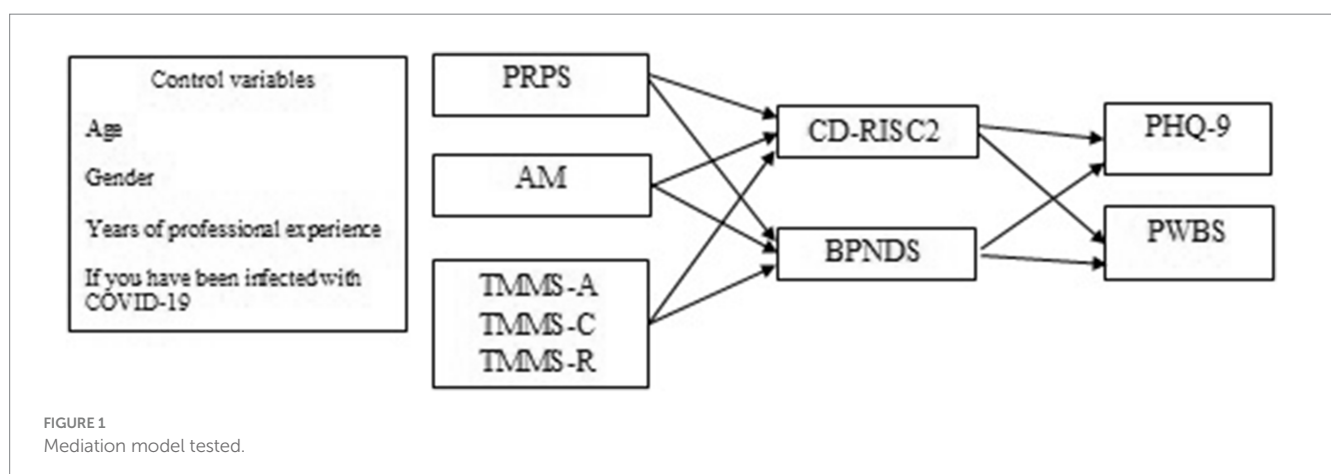 Control variables
Age
Gender
Years of professional experience
If you have been infected with
COVID-19
PRPS
AM
TMMS-A
TMMS-C
TMMS-R
CD-RISC2
BPNDS
PHQ-9
PWBS
FIGURE 1
Mediation model tested.